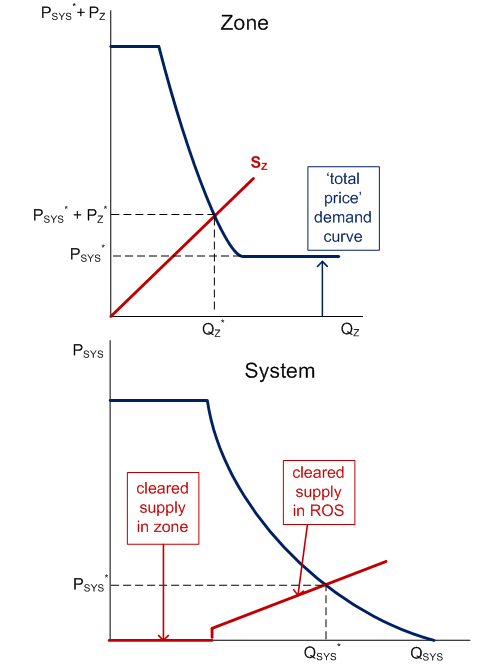 P_SYS* + P_Z
Zone
S_Z
'total
price'
demand
curve
P_SYS* + P_Z*
P_SYS*
Q_Z*
Q_Z
P_SYS
System
cleared
supply
in ROS
cleared
supply
in zone
P_SYS*
Q_SYS*
Q_SYS